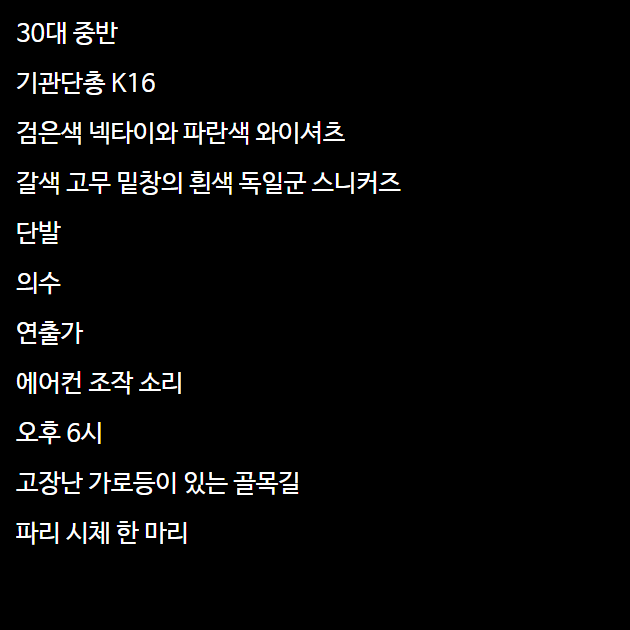 30대 중반
기관단총 K16
검은색 넥타이와 파란색 와이셔츠
갈색 고무 밑창의 흰색 독일군 스니커즈
단발
의수
연출가
에어컨 조작 소리
오후 6시
고장난 가로등이 있는 골목길
파리 시체 한 마리